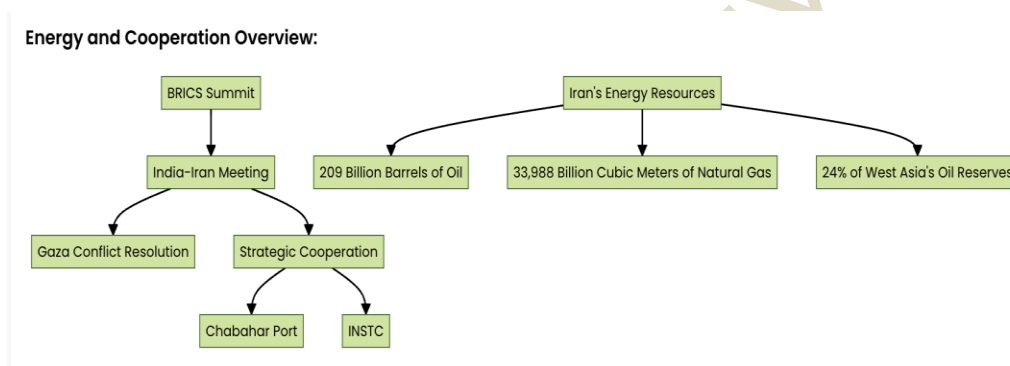 Energy and Cooperation Overview:
BRICS Summit
Iran's Energy Resources
India-Iran Meeting
209 Billion Barrels of Oil
33,988 Billion Cubic Meters of Natural Gas
24% of West Asia's Oil Reserves
Gaza Conflict Resolution
Strategic Cooperation
Chabahar Port
INSTC